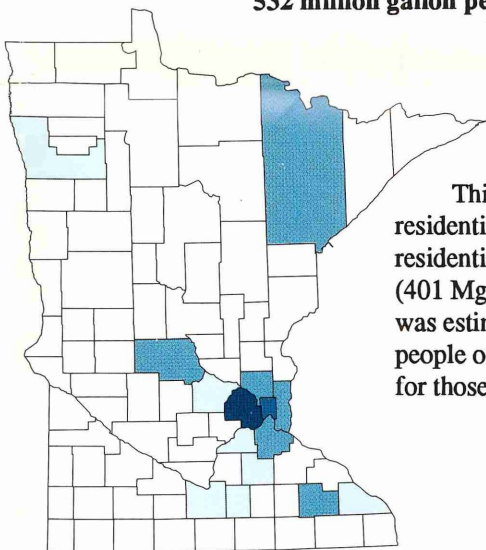 532 million gallon pe
Thi
residenti
residenti
(401 Mg
was estin
people o
for those